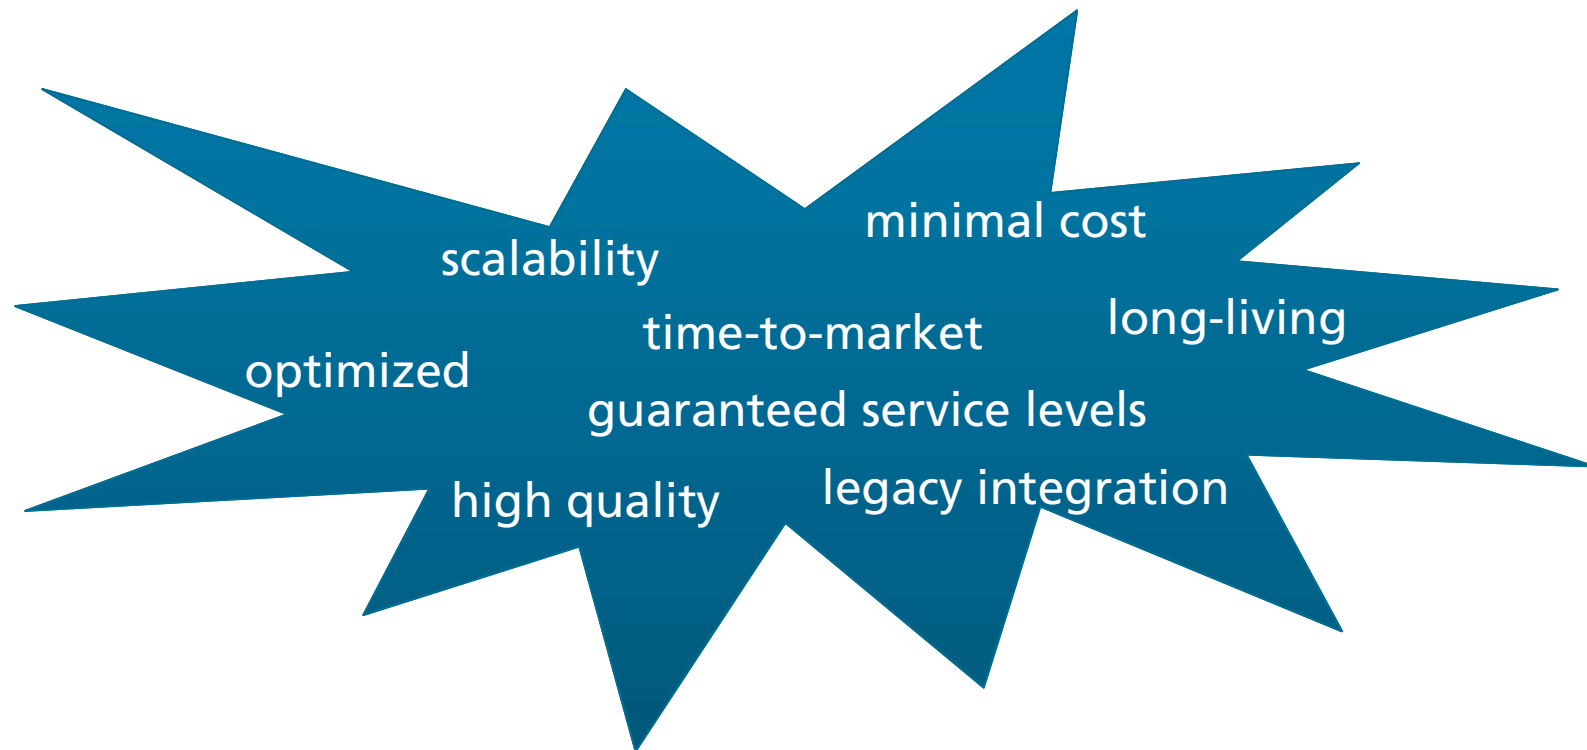 minimal cost
scalability
long-living
time-to-market
optimized
guaranteed service levels
legacy integration
high quality